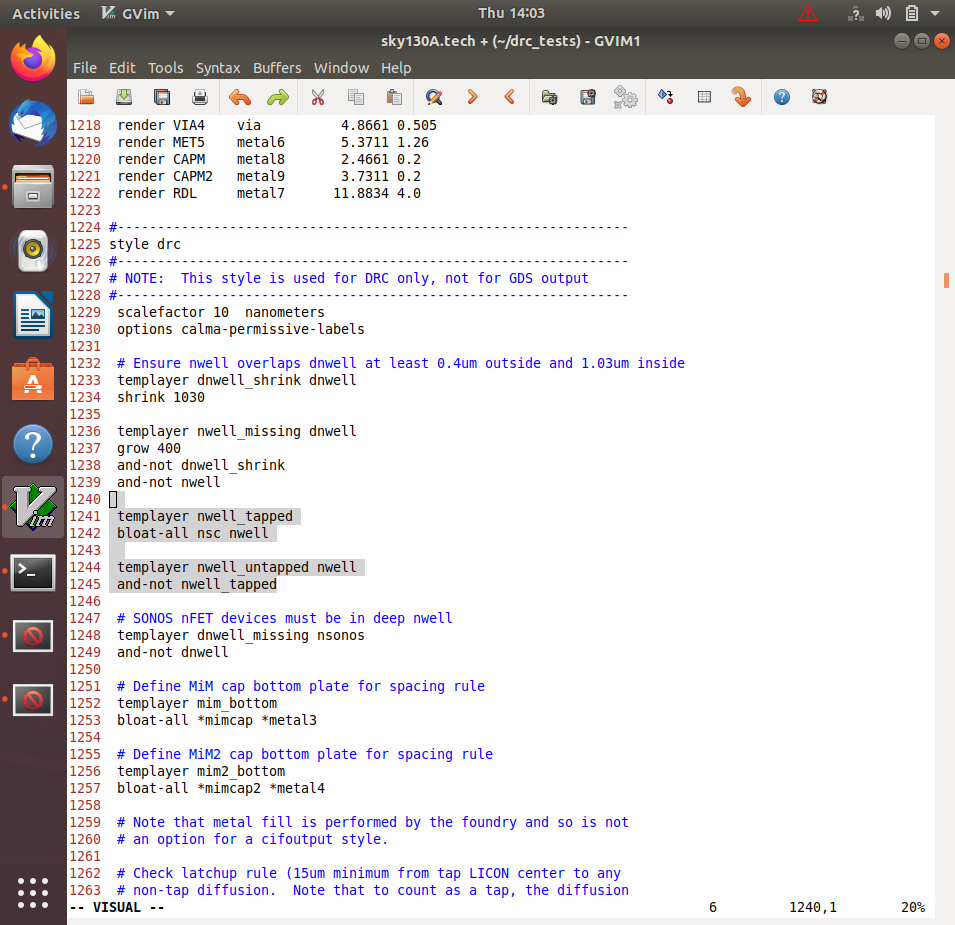 Activities GVim Thu 14:03
sky130A.tech + (~/drc_tests) - GVIM1
File Edit Tools Syntax Buffers Window Help
1218 render VIA4 via 4.8661 0.505
1219 render MET5 metal6 5.3711 1.26
1220 render CAPM metal8 2.4661 0.2
1221 render CAPM2 metal9 3.7311 0.2
1222 render RDL metal7 11.8834 4.0
1223
1224 #----------------------------------------------------------------
1225 style drc
1226 #----------------------------------------------------------------
1227 # NOTE:  This style is used for DRC only, not for GDS output
1228 #----------------------------------------------------------------
1229 scalefactor 10  nanometers
1230 options calma-permissive-labels
1231
1232 # Ensure nwell overlaps dnwell at least 0.4um outside and 1.03um inside
1233 templayer dnwell_shrink dnwell
1234 shrink 1030
1235
1236 templayer nwell_missing dnwell
1237 grow 400
1238 and-not dnwell_shrink
1239 and-not nwell
1240
1241 templayer nwell_tapped
1242 bloat-all nsc nwell
1243
1244 templayer nwell_untapped nwell
1245 and-not nwell_tapped
1246
1247 # SONOS nFET devices must be in deep nwell
1248 templayer dnwell_missing nsonos
1249 and-not dnwell
1250
1251 # Define MiM cap bottom plate for spacing rule
1252 templayer mim_bottom
1253 bloat-all *mimcap *metal3
1254
1255 # Define MiM2 cap bottom plate for spacing rule
1256 templayer mim2_bottom
1257 bloat-all *mimcap2 *metal4
1258
1259 # Note that metal fill is performed by the foundry and so is not
1260 # an option for a cifoutput style.
1261
1262 # Check latchup rule (15um minimum from tap LICON center to any
1263 # non-tap diffusion.  Note that to count as a tap, the diffusion
-- VISUAL -- 6 1240,1 20%